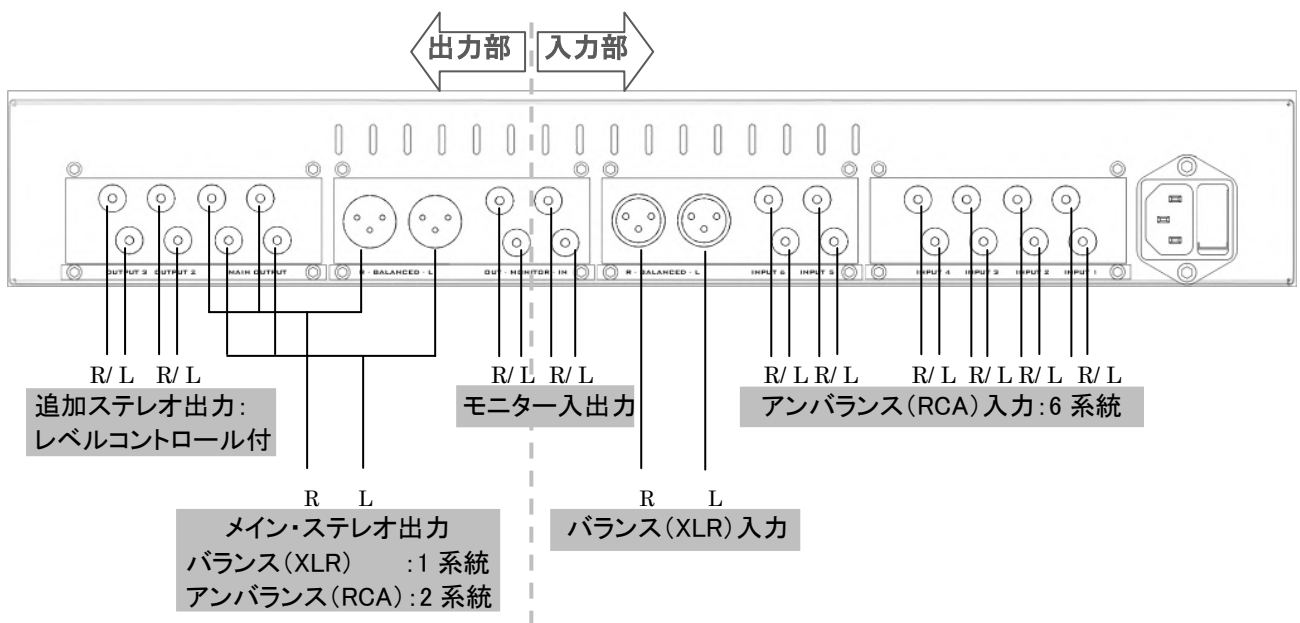 出力部 入力部
OUTPUT 3 OUTPUT 2 MAIN OUTPUT R - BALANCED - L OUT - MONITOR - IN R - BALANCED - L INPUT 6 INPUT 5 INPUT 4 INPUT 3 INPUT 2 INPUT 1
R/ L R/ L R/ L R/ L R/ L R/ L R/ L R/ L R/ L R/ L
追加ステレオ出力:
レベルコントロール付
モニター入出力
アンバランス(RCA)入力:6 系統
R L
メイン・ステレオ出力
バランス(XLR) :1 系統
アンバランス(RCA):2 系統
R L
バランス(XLR)入力